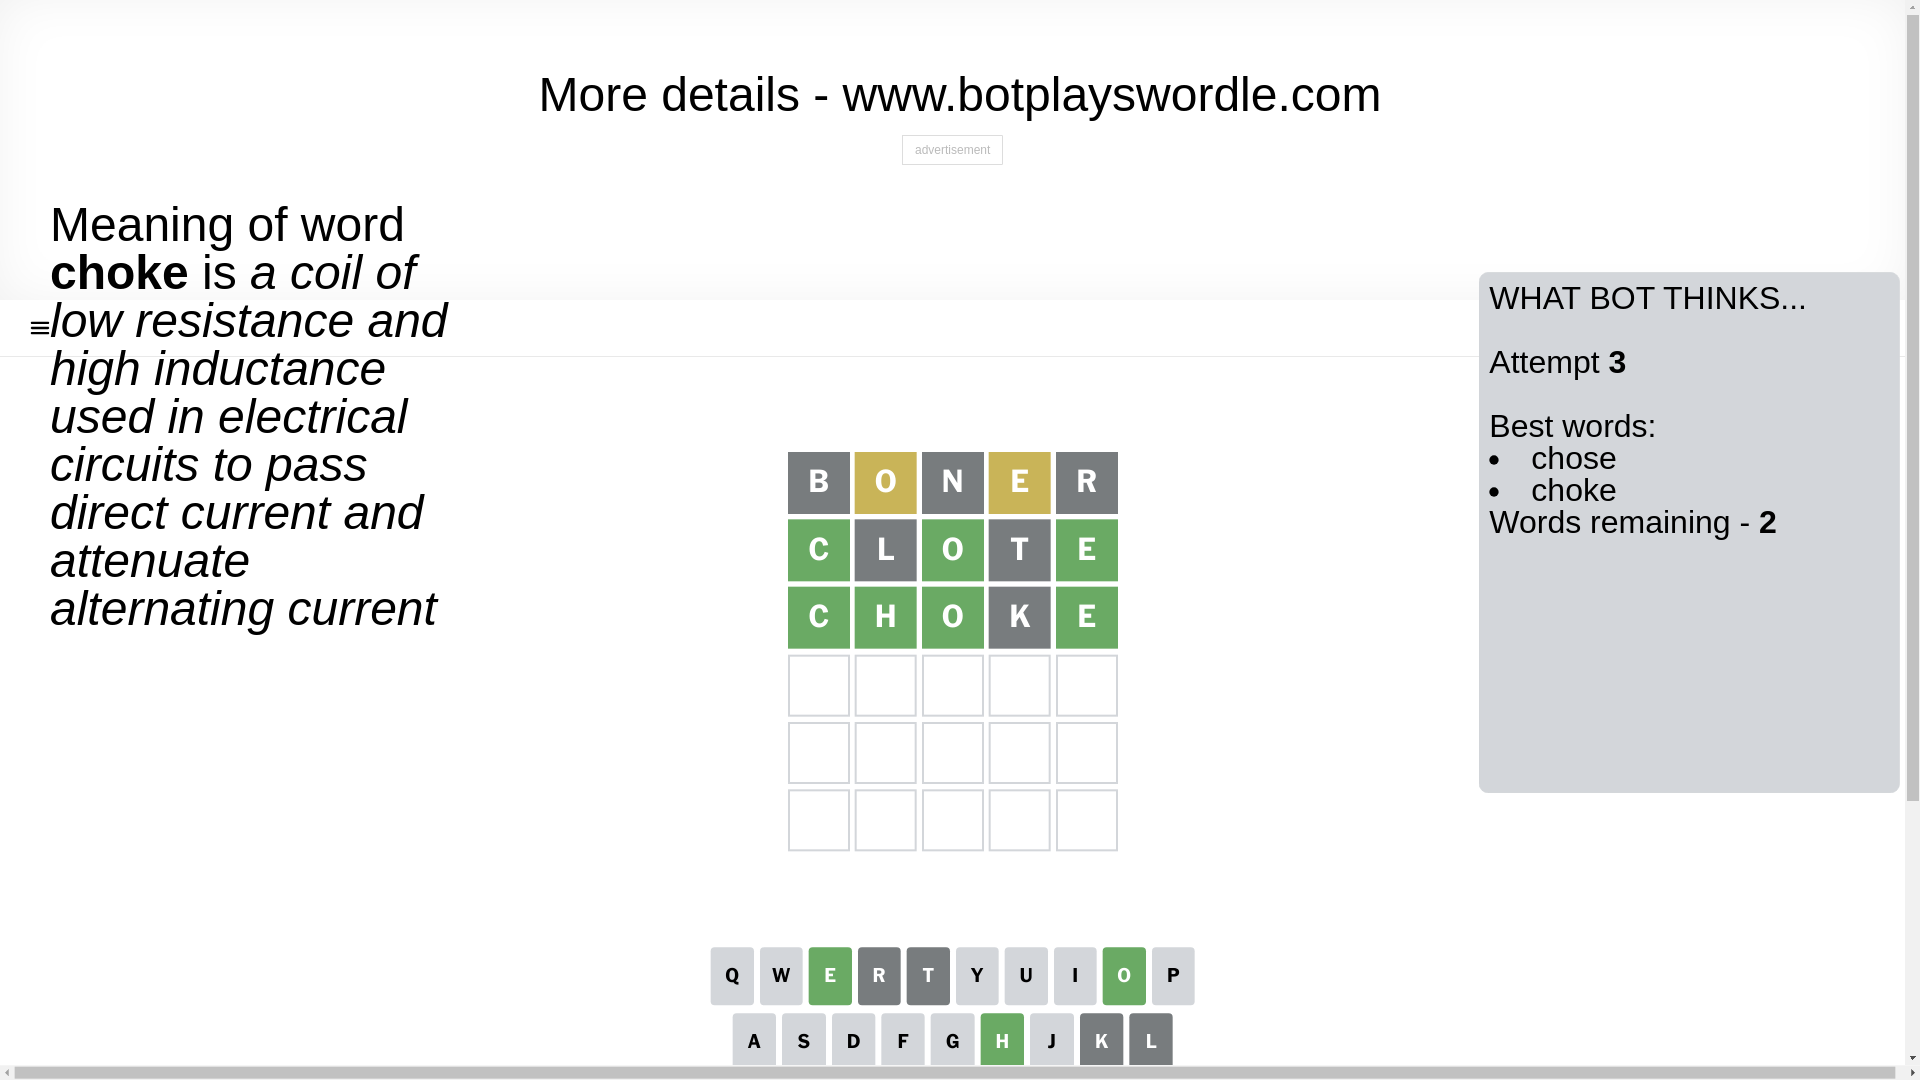 More details - www.botplayswordle.com
advertisement
Meaning of word
choke is a coil of
low resistance and
high inductance
used in electrical
circuits to pass
direct current and
attenuate
alternating current
WHAT BOT THINKS...
Attempt 3
Best words:
• chose
• choke
Words remaining - 2
B O N E R
C L O T E
C H O K E
Q W E R T Y U I O P
A S D F G H J K L